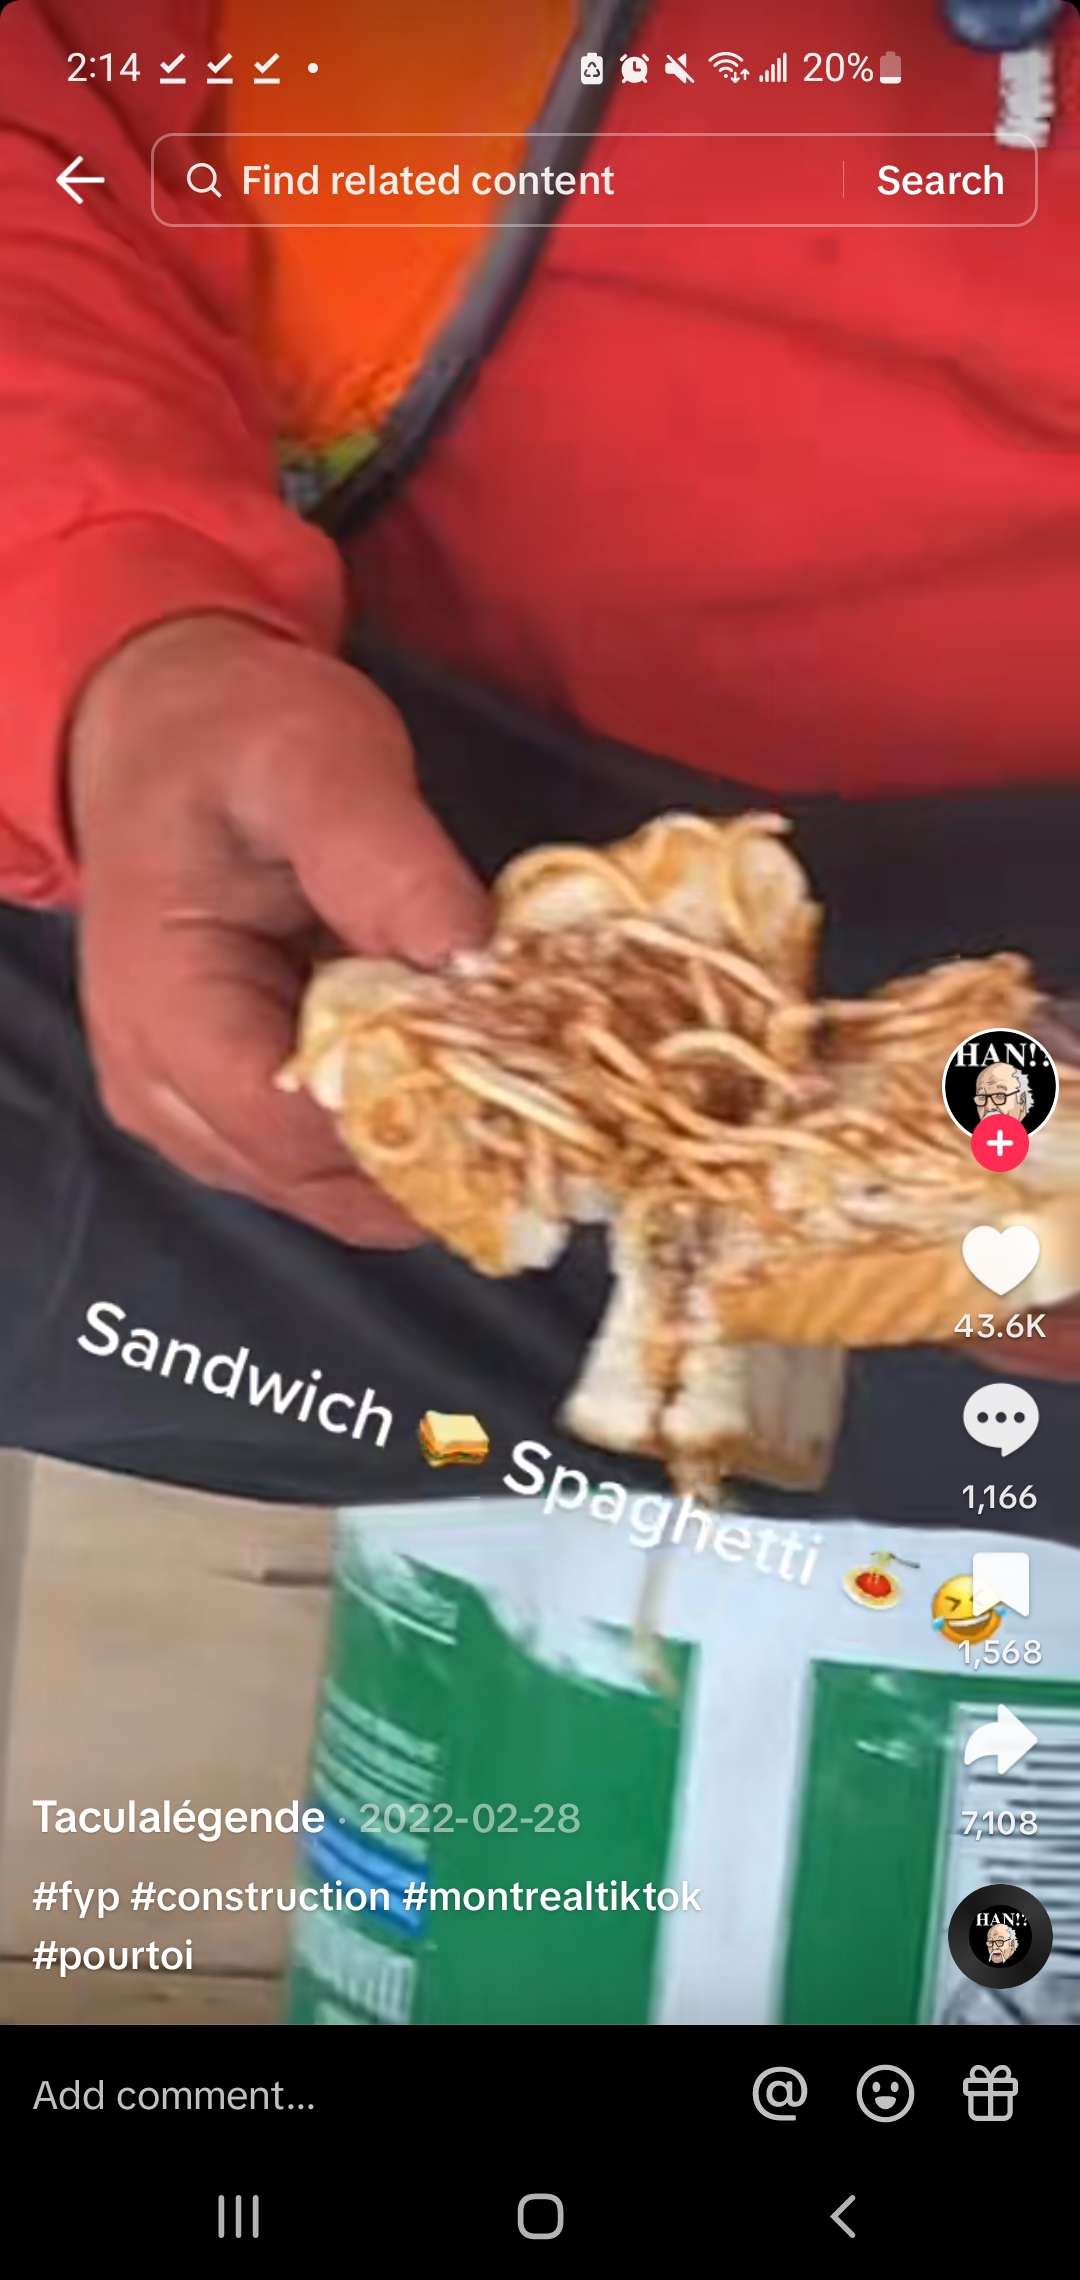 2:14
20%
Find related content
Search
HAN!?
43.6K
1,166
Sandwich 🥪 Spaghetti 🍝 🤣
1,568
7,108
Taculalégende · 2022-02-28
#fyp #construction #montrealtiktok
#pourtoi
HAN!?
Add comment...